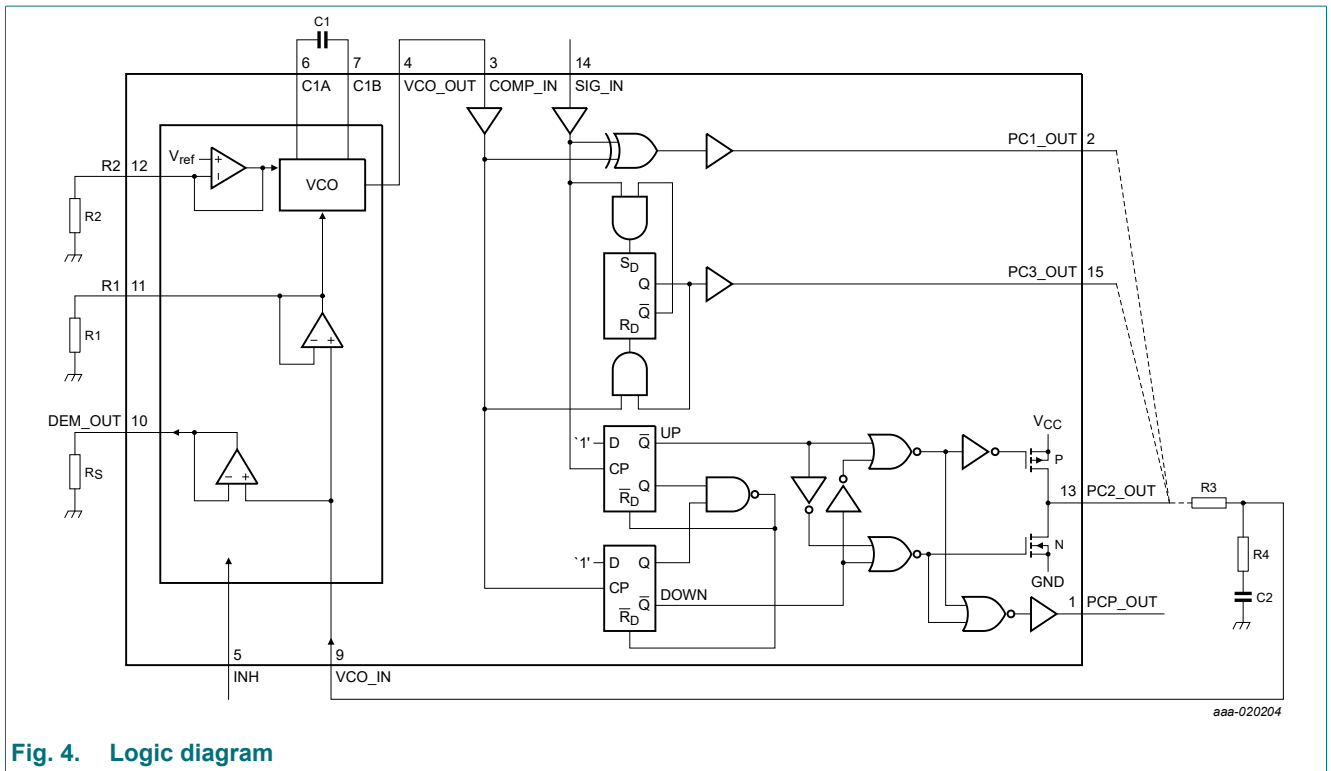 C1
6 7 4 3 14
C1A C1B VCO_OUT COMP_IN SIG_IN
Vref
+
−
VCO
R2 12
R2
PC1_OUT 2
SD
Q
Q̅
RD
PC3_OUT 15
R1 11
R1
− +
DEM_OUT 10
RS
− +
'1' D Q̅ UP
CP
Q
R̅D
'1' D Q
CP
Q̅ DOWN
R̅D
VCC
P
13 PC2_OUT
R3
N
GND
R4
C2
1 PCP_OUT
5 9
INH VCO_IN
aaa-020204
Fig. 4. Logic diagram